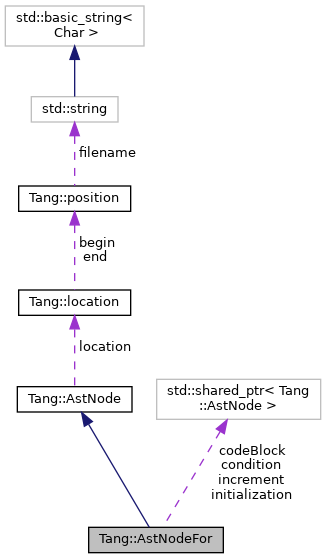 std::basic_string<
Char >
std::string
filename
Tang::position
begin
end
Tang::location
location
Tang::AstNode
std::shared_ptr< Tang
::AstNode >
codeBlock
condition
increment
initialization
Tang::AstNodeFor